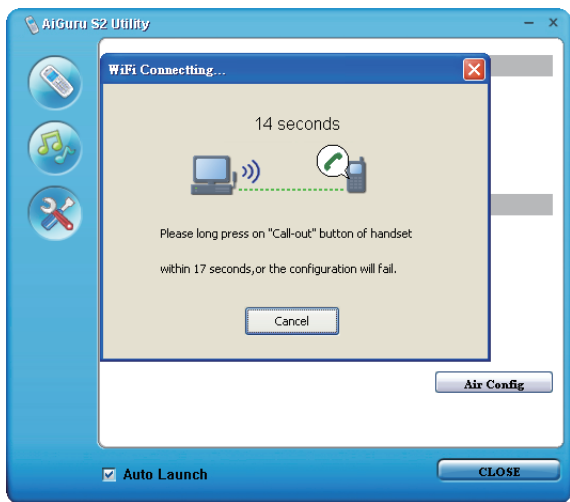 AiGuru S2 Utility
WiFi Connectting...
14 seconds
Please long press on "Call-out" button of handset
within 17 seconds,or the configuration will fail.
Cancel
Air Config
Auto Launch
CLOSE